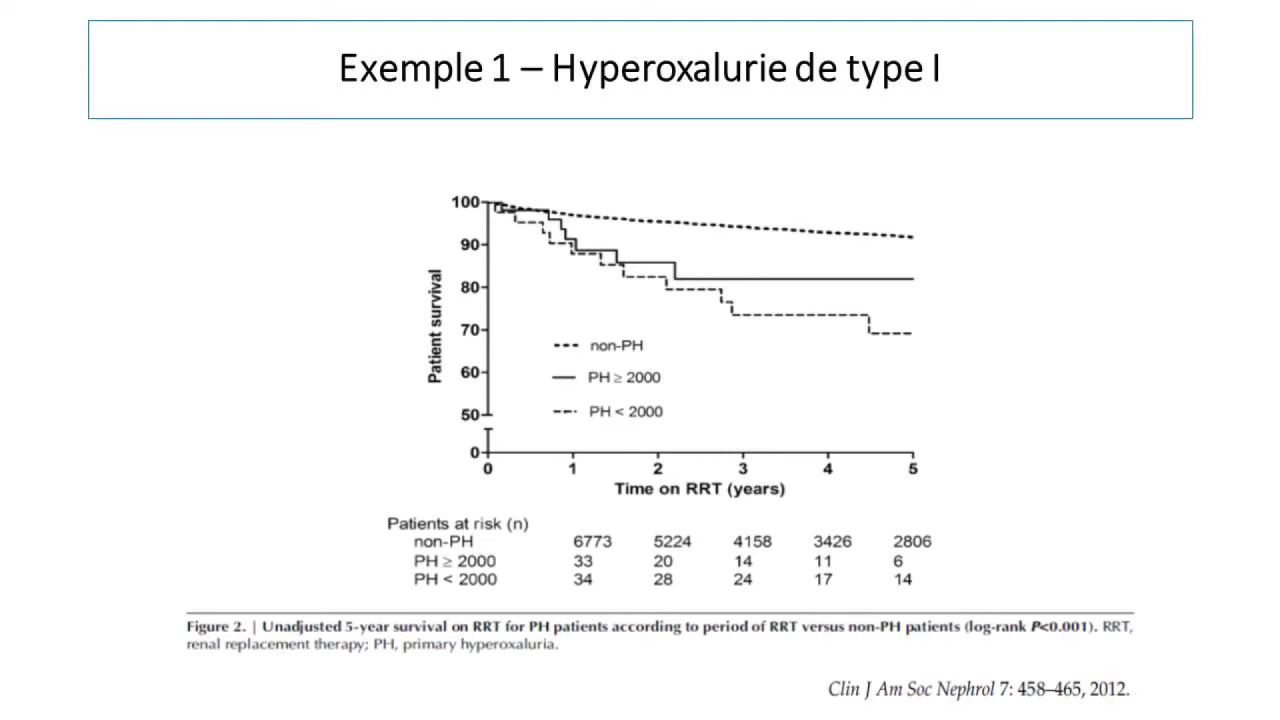 Exemple 1 – Hyperoxalurie de type I
100
90
80
70
60
50
0
Patient survival
non-PH
PH ≥ 2000
PH < 2000
0 1 2 3 4 5
Time on RRT (years)
Patients at risk (n)
non-PH 6773 5224 4158 3426 2806
PH ≥ 2000 33 20 14 11 6
PH < 2000 34 28 24 17 14
Figure 2. | Unadjusted 5-year survival on RRT for PH patients according to period of RRT versus non-PH patients (log-rank P<0.001). RRT,
renal replacement therapy; PH, primary hyperoxaluria.
Clin J Am Soc Nephrol 7: 458–465, 2012.